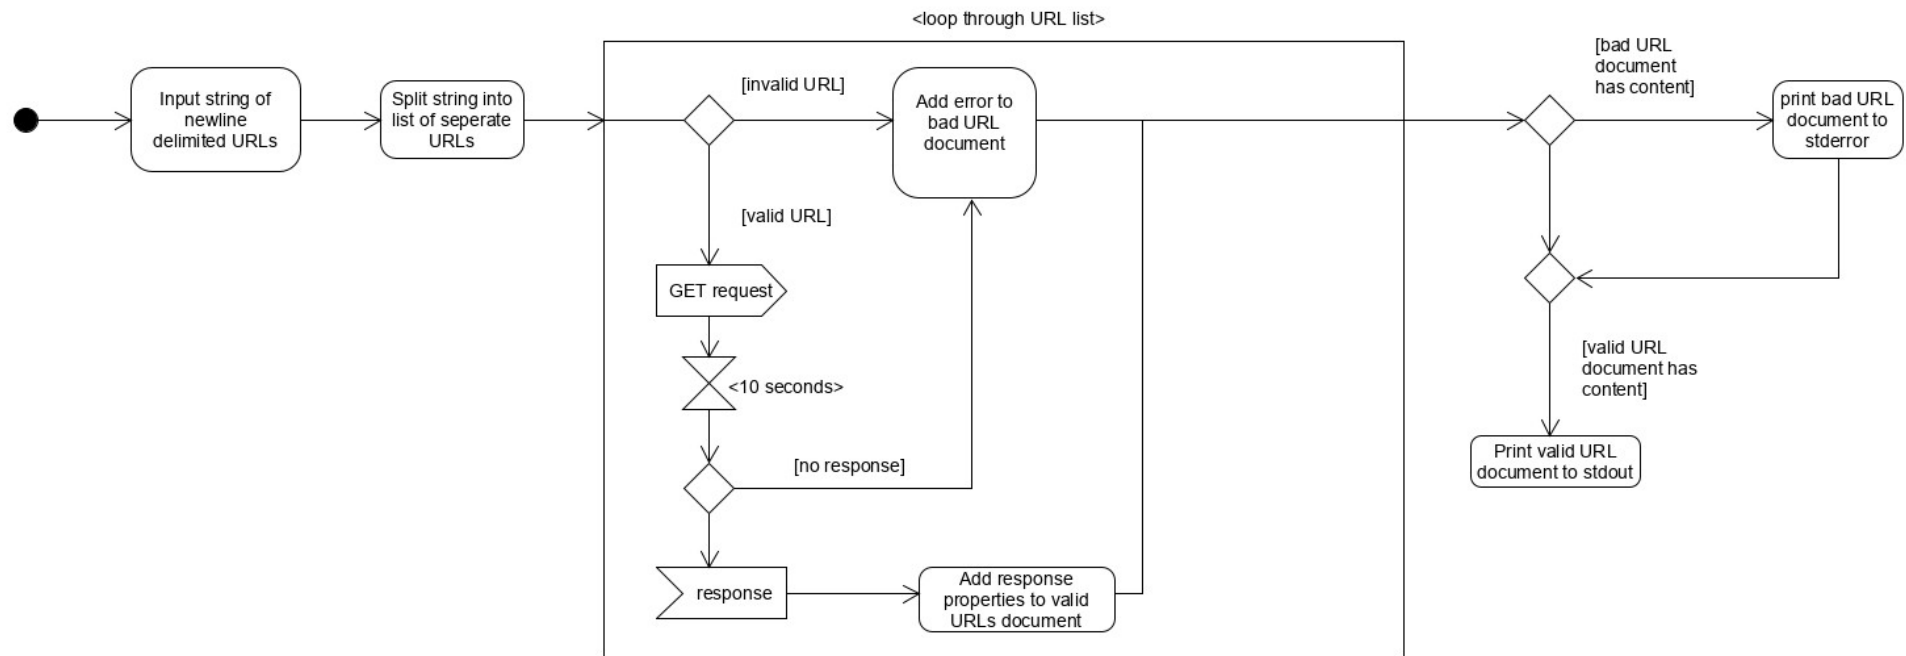 <loop through URL list>
Input string of
newline
delimited URLs
Split string into
list of seperate
URLs
[invalid URL]
Add error to
bad URL
document
[bad URL
document
has content]
print bad URL
document to
stderror
[valid URL]
GET request
<10 seconds>
[no response]
response
Add response
properties to valid
URLs document
[valid URL
document has
content]
Print valid URL
document to stdout